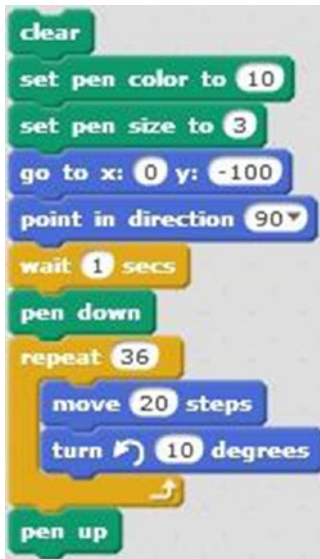 clear
set pen color to 10
set pen size to 3
go to x: 0 y: -100
point in direction 90
wait 1 secs
pen down
repeat 36
move 20 steps
turn 10 degrees
pen up